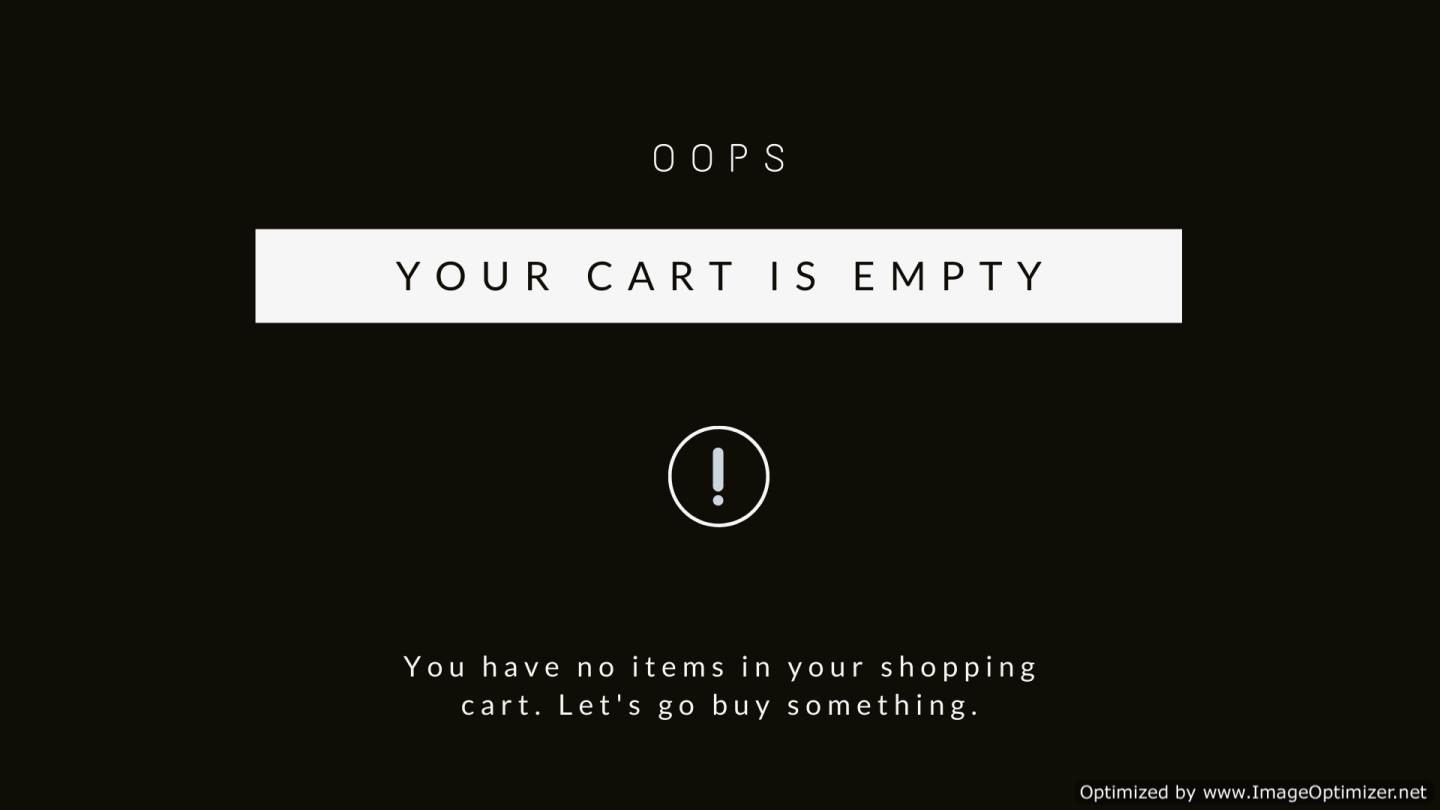 OOPS
YOUR CART IS EMPTY
You have no items in your shopping
cart. Let's go buy something.
Optimized by www.ImageOptimizer.net